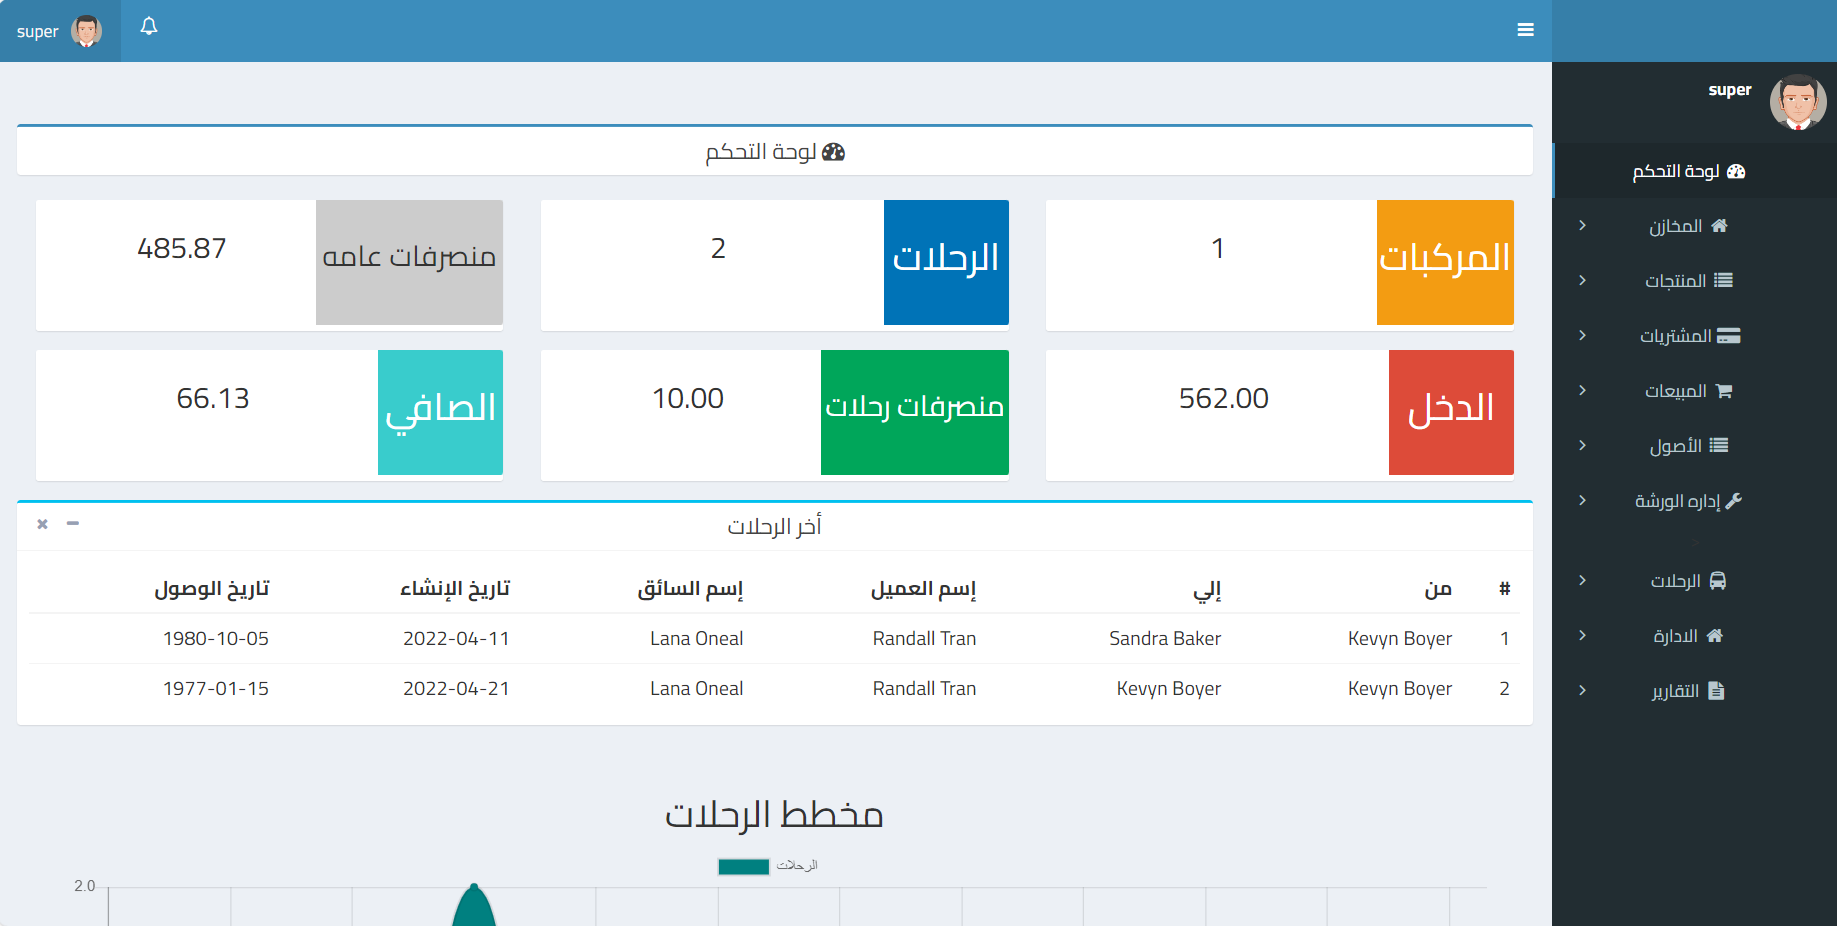 super
super
لوحة التحكم
المخازن
المنتجات
المشتريات
المبيعات
الأصول
إداره الورشة
الرحلات
الادارة
التقارير
لوحة التحكم
المركبات 1
الرحلات 2
منصرفات عامه 485.87
الدخل 562.00
منصرفات رحلات 10.00
الصافي 66.13
أخر الرحلات
# من إلي إسم العميل إسم السائق تاريخ الإنشاء تاريخ الوصول
1 Kevyn Boyer Sandra Baker Randall Tran Lana Oneal 2022-04-11 1980-10-05
2 Kevyn Boyer Kevyn Boyer Randall Tran Lana Oneal 2022-04-21 1977-01-15
مخطط الرحلات
الرحلات
2.0